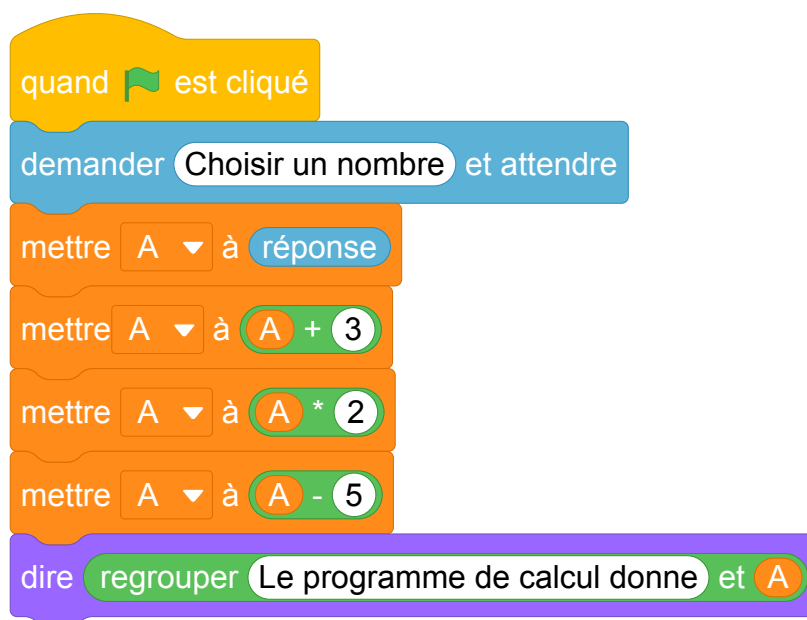 quand est cliqué
demander Choisir un nombre et attendre
mettre A à réponse
mettre A à A + 3
mettre A à A * 2
mettre A à A - 5
dire regrouper Le programme de calcul donne et A